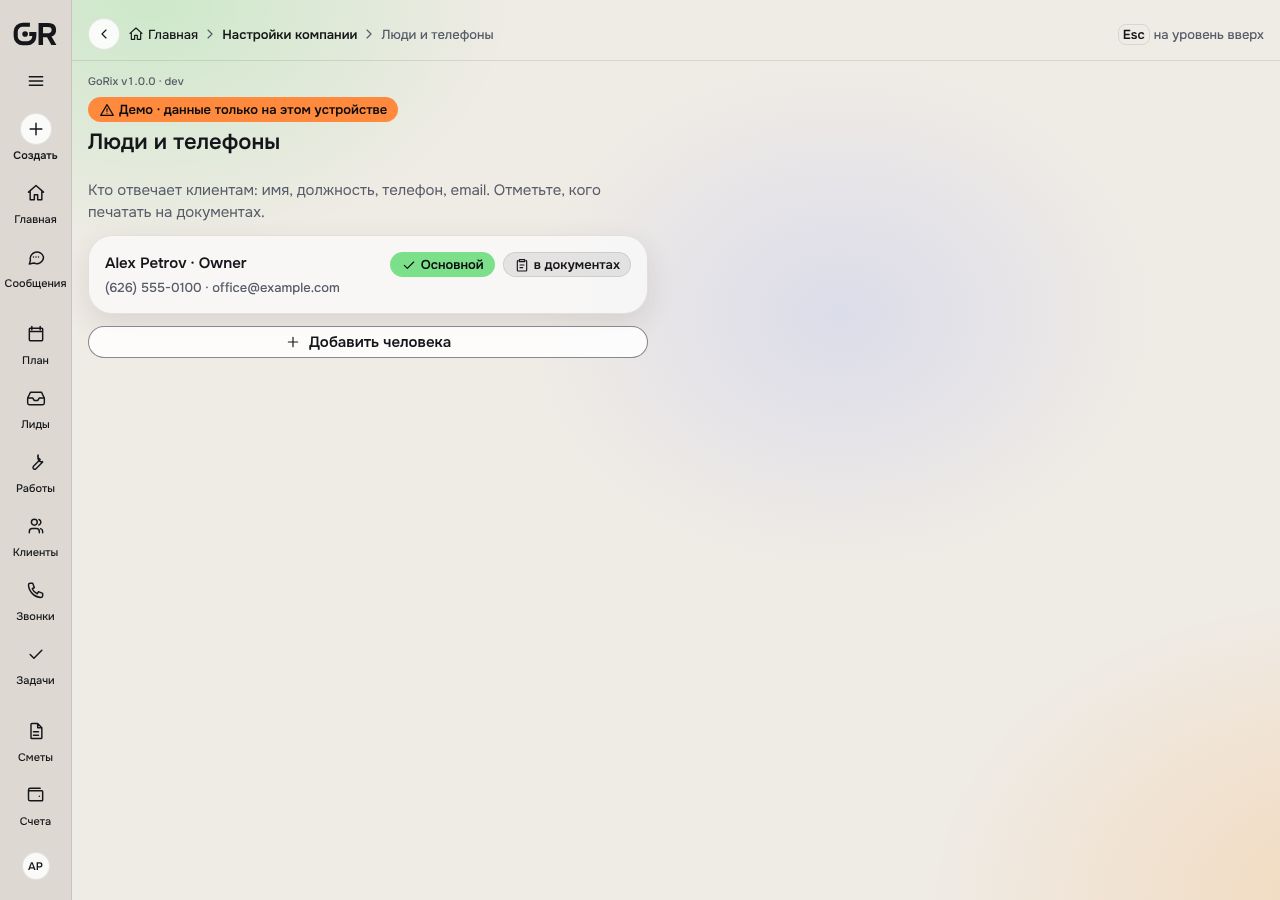 GR
Создать
Главная
Сообщения
План
Лиды
Работы
Клиенты
Звонки
Задачи
Сметы
Счета
AP
Главная > Настройки компании > Люди и телефоны
Esc на уровень вверх
GoRix v1.0.0 · dev
Демо · данные только на этом устройстве
Люди и телефоны
Кто отвечает клиентам: имя, должность, телефон, email. Отметьте, кого
печатать на документах.
Alex Petrov · Owner
Основной
в документах
(626) 555-0100 · office@example.com
Добавить человека